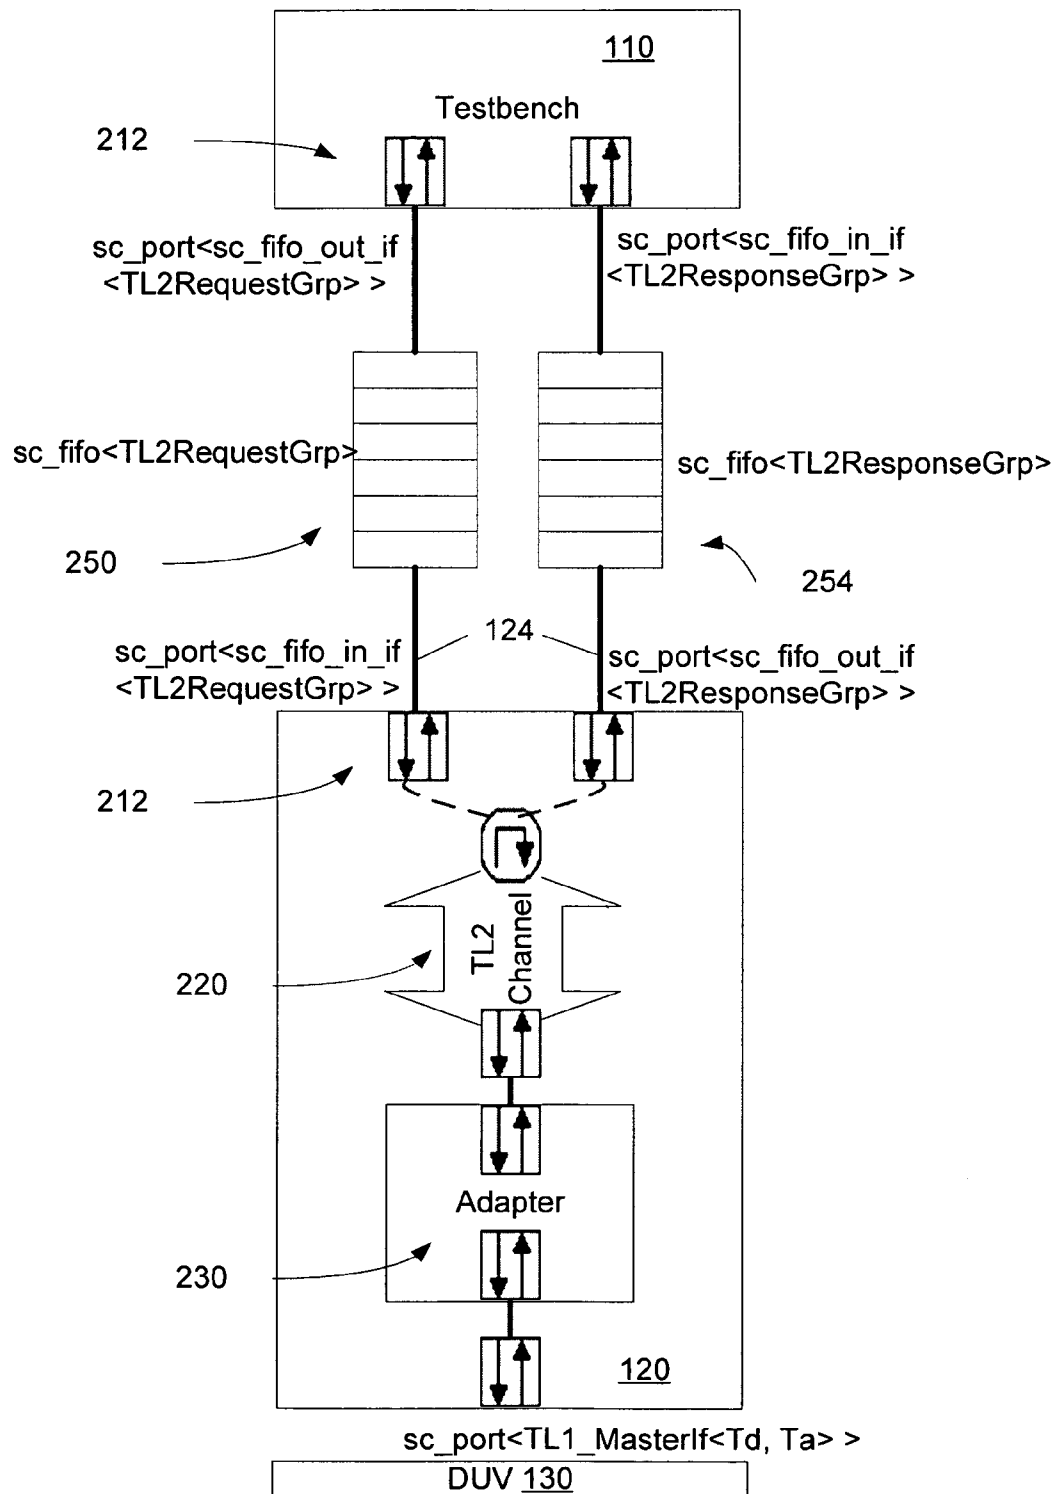 110
Testbench
212
sc_port<sc_fifo_out_if
<TL2RequestGrp> >
sc_port<sc_fifo_in_if
<TL2ResponseGrp> >
sc_fifo<TL2RequestGrp>
sc_fifo<TL2ResponseGrp>
250
254
124
sc_port<sc_fifo_in_if
<TL2RequestGrp> >
sc_port<sc_fifo_out_if
<TL2ResponseGrp> >
212
TL2
Channel
220
Adapter
230
120
sc_port<TL1_MasterIf<Td, Ta> >
DUV 130